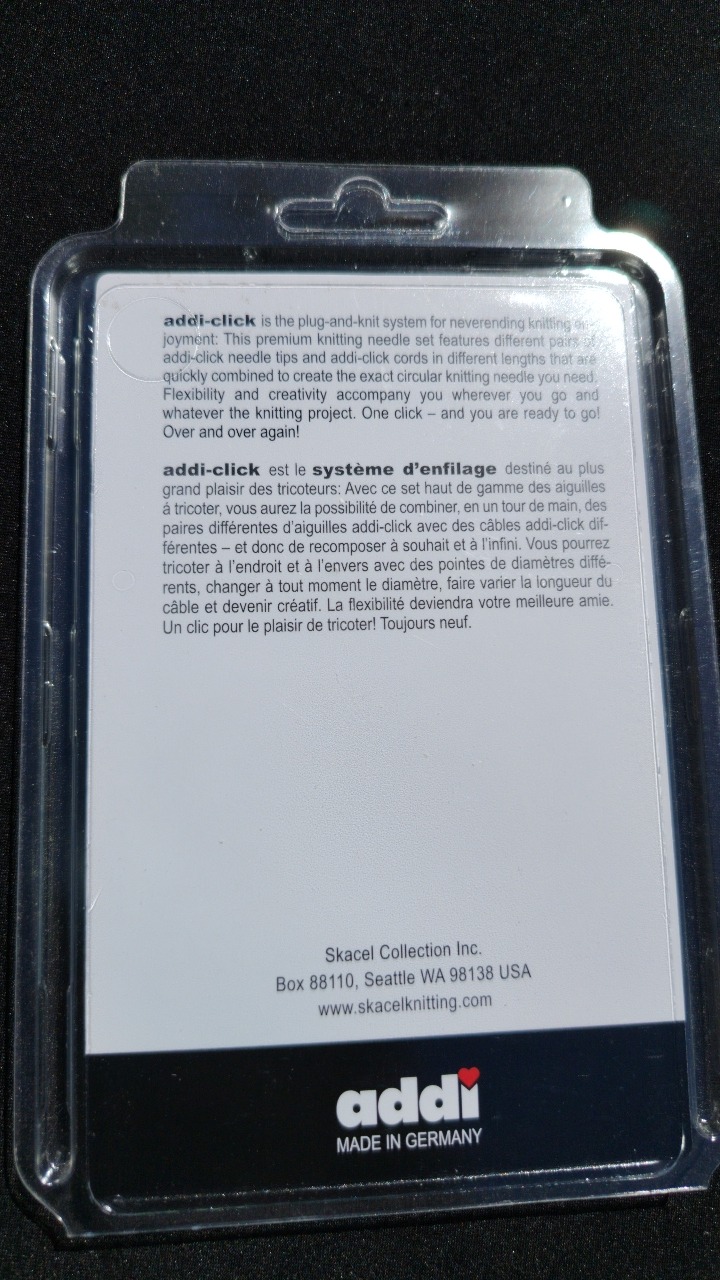 addi-click is the plug-and-knit system for neverending knitting en-
joyment: This premium knitting needle set features different pairs of
addi-click needle tips and addi-click cords in different lengths that are
quickly combined to create the exact circular knitting needle you need.
Flexibility and creativity accompany you wherever you go and
whatever the knitting project. One click – and you are ready to go!
Over and over again!
addi-click est le système d'enfilage destiné au plus
grand plaisir des tricoteurs: Avec ce set haut de gamme des aiguilles
á tricoter, vous aurez la possibilité de combiner, en un tour de main, des
paires différentes d'aiguilles addi-click avec des câbles addi-click dif-
férentes – et donc de recomposer à souhait et à l'infini. Vous pourrez
tricoter à l'endroit et à l'envers avec des pointes de diamètres diffé-
rents, changer à tout moment le diamètre, faire varier la longueur du
câble et devenir créatif. La flexibilité deviendra votre meilleure amie.
Un clic pour le plaisir de tricoter! Toujours neuf.
Skacel Collection Inc.
Box 88110, Seattle WA 98138 USA
www.skacelknitting.com
addi
MADE IN GERMANY